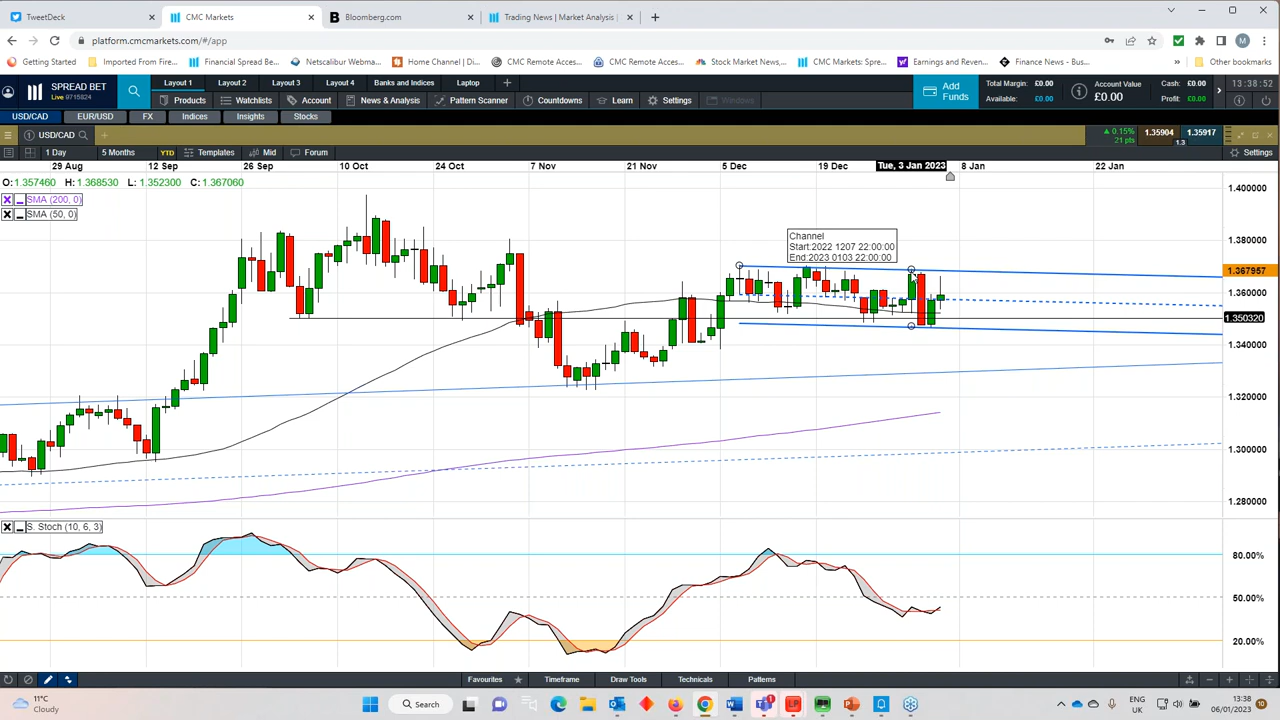 TweetDeck
CMC Markets
Bloomberg.com
Trading News | Market Analysis |
platform.cmcmarkets.com/#/app
Getting Started
Imported From Fire...
Financial Spread Be...
Netscalibur Webmail...
Home Channel | Di...
CMC Remote Acces...
CMC Remote Acces...
Stock Market News,...
CMC Markets: Spre...
Earnings and Revenu...
Finance News - Bus...
Other bookmarks
SPREAD BET
Live 9715824
Layout 1
Layout 2
Layout 3
Layout 4
Banks and Indices
Laptop
Products
Watchlists
Account
News & Analysis
Pattern Scanner
Countdowns
Learn
Settings
Windows
Add Funds
Total Margin: £0.00
Available: £0.00
Account Value
£0.00
Cash: £0.00
Profit: £0.00
13:38:52
USD/CAD
EUR/USD
FX
Indices
Insights
Stocks
USD/CAD
0.15%
21 pts
1.35904
1.3
1.35917
1 Day
5 Months
YTD
Templates
Mid
Forum
Settings
29 Aug
12 Sep
26 Sep
10 Oct
24 Oct
7 Nov
21 Nov
5 Dec
19 Dec
Tue, 3 Jan 2023
8 Jan
22 Jan
O: 1.357460 H: 1.368530 L: 1.352300 C: 1.367060
SMA (200, 0)
SMA (50, 0)
Channel
Start:2022 1207 22:00:00
End:2023 0103 22:00:00
1.400000
1.380000
1.367957
1.360000
1.350320
1.340000
1.320000
1.300000
1.280000
S. Stoch (10, 6, 3)
80.00%
50.00%
20.00%
Favourites
Timeframe
Draw Tools
Technicals
Patterns
11°C
Cloudy
Search
ENG
UK
13:38
06/01/2023